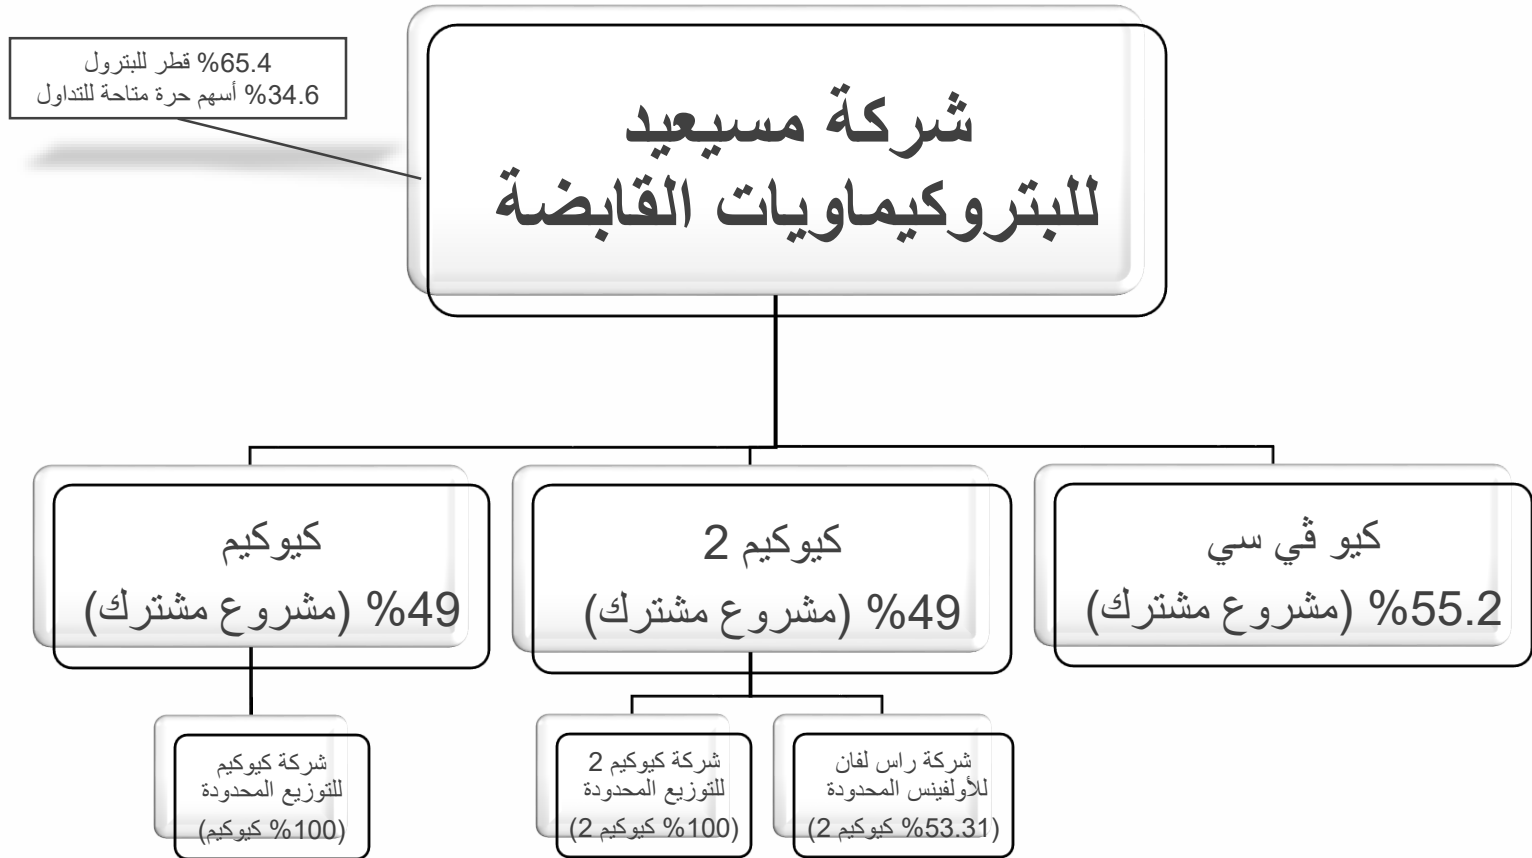 65.4% قطر للبترول
34.6% أسهم حرة متاحة للتداول
شركة مسيعيد
للبتروكيماويات القابضة
كيو ڤي سي
55.2% (مشروع مشترك)
كيوكيم 2
49% (مشروع مشترك)
كيوكيم
49% (مشروع مشترك)
شركة راس لفان
للأولفينس المحدودة
(53.31% كيوكيم 2)
شركة كيوكيم 2
للتوزيع المحدودة
(100% كيوكيم 2)
شركة كيوكيم
للتوزيع المحدودة
(100% كيوكيم)